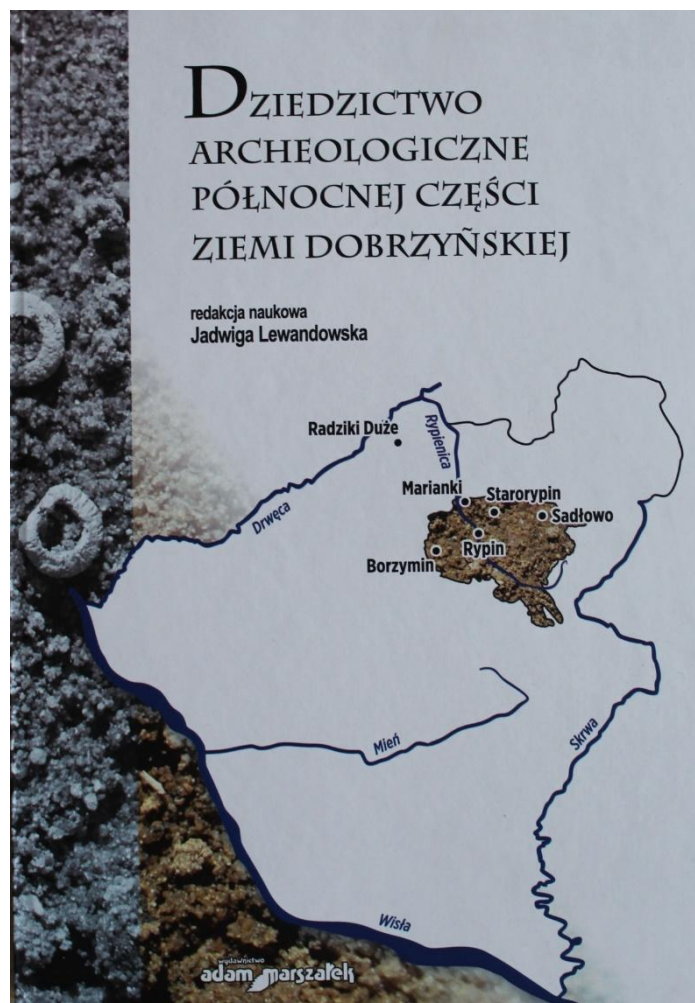 DZIEDZICTWO
ARCHEOLOGICZNE
PÓŁNOCNEJ CZĘŚCI
ZIEMI DOBRZYÑSKIEJ
redakcja naukowa
Jadwiga Lewandowska
Radziki Duże
Rypienica
Marianki
Starorypin
Sadłowo
Drwęca
Rypin
Borzymin
Mień
Skrwa
Wisła
wydawnictwo
adam marszałek